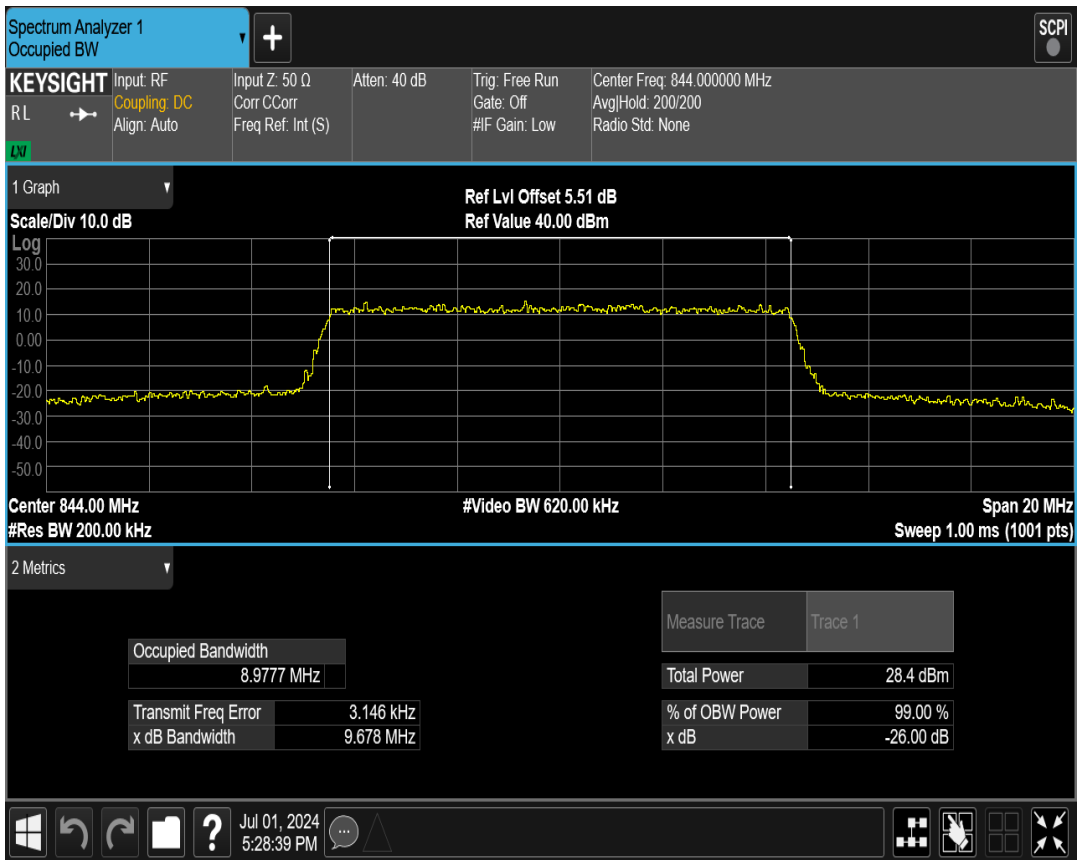 Spectrum Analyzer 1
Occupied BW
+
SCPI
KEYSIGHT
RL
LXI
Input: RF
Coupling: DC
Align: Auto
Input Z: 50 Ω
Corr CCorr
Freq Ref: Int (S)
Atten: 40 dB
Trig: Free Run
Gate: Off
#IF Gain: Low
Center Freq: 844.000000 MHz
Avg|Hold: 200/200
Radio Std: None
1 Graph
Scale/Div 10.0 dB
Ref Lvl Offset 5.51 dB
Ref Value 40.00 dBm
Log
30.0
20.0
10.0
0.00
-10.0
-20.0
-30.0
-40.0
-50.0
Center 844.00 MHz
#Res BW 200.00 kHz
#Video BW 620.00 kHz
Span 20 MHz
Sweep 1.00 ms (1001 pts)
2 Metrics
Occupied Bandwidth
8.9777 MHz
Transmit Freq Error 3.146 kHz
x dB Bandwidth 9.678 MHz
Measure Trace Trace 1
Total Power 28.4 dBm
% of OBW Power 99.00 %
x dB -26.00 dB
?
Jul 01, 2024
5:28:39 PM